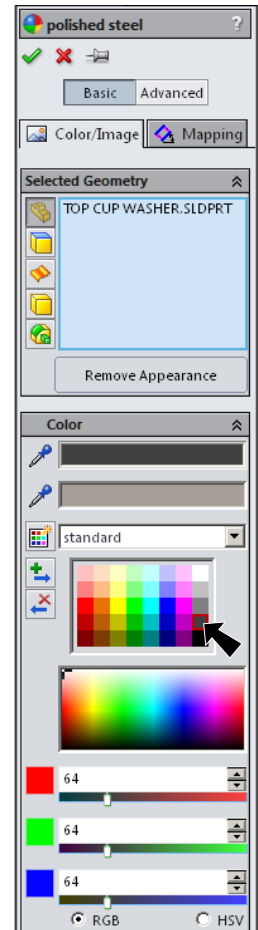 polished steel ?
Basic Advanced
Color/Image Mapping
Selected Geometry
TOP CUP WASHER.SLDPRT
Remove Appearance
Color
standard
64
64
64
RGB HSV